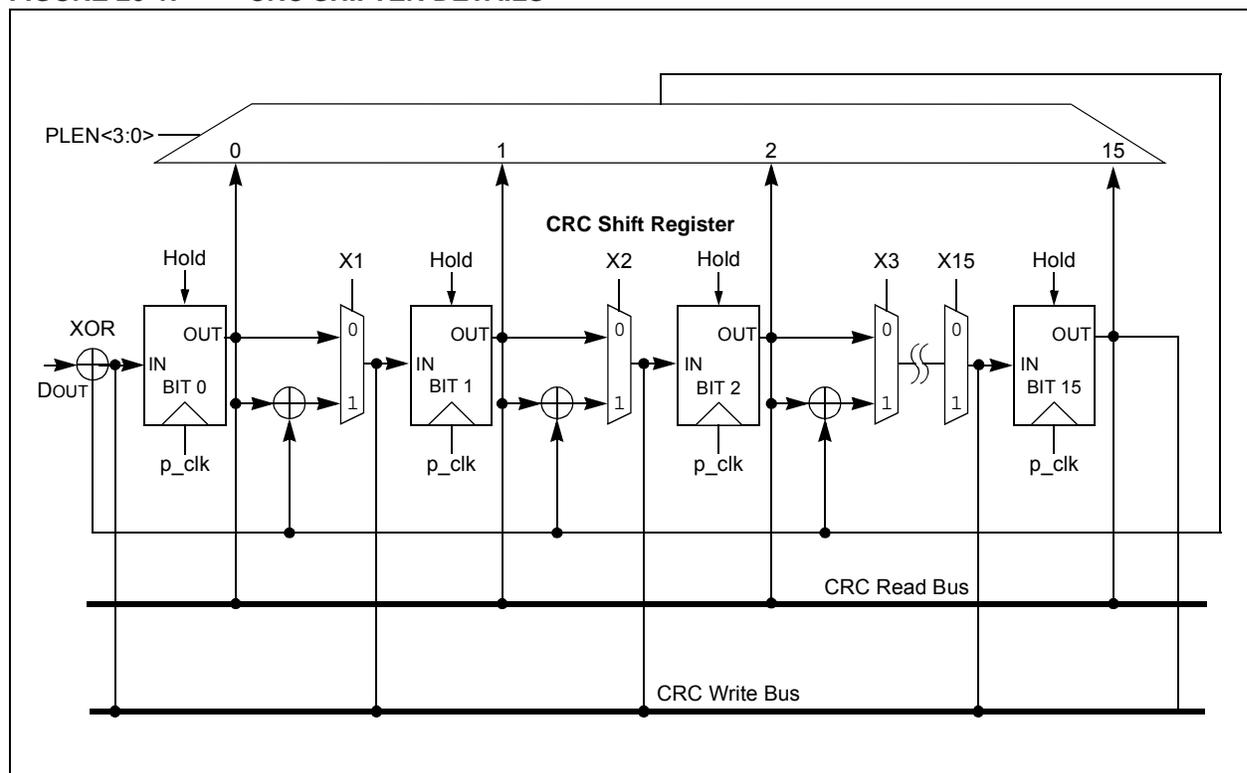 PLEN<3:0>
0 1 2 15
CRC Shift Register
Hold X1 Hold X2 Hold X3 X15 Hold
XOR
OUT 0 OUT 0 OUT 0 0 OUT
IN IN IN IN
DOUT BIT 0 1 BIT 1 1 BIT 2 1 1 BIT 15
p_clk p_clk p_clk p_clk
CRC Read Bus
CRC Write Bus